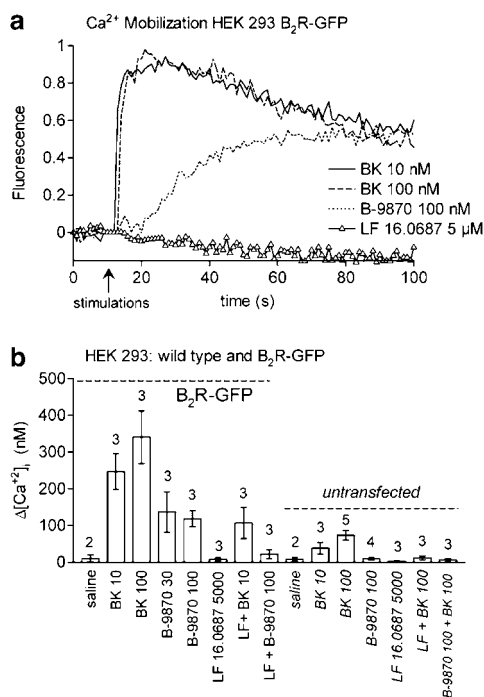 a
Ca2+ Mobilization HEK 293 B2R-GFP
Fluorescence
1
0.8
0.6
0.4
0.2
0
BK 10 nM
BK 100 nM
B-9870 100 nM
LF 16.0687 5 µM
0 20 40 60 80 100
stimulations
time (s)
b
HEK 293: wild type and B2R-GFP
Δ[Ca+2]i (nM)
500
400
300
200
100
0
B2R-GFP
untransfected
2 3 3 3 3 3 3 3 2 3 5 4 3 3 3
saline
BK 10
BK 100
B-9870 30
B-9870 100
LF 16.0687 5000
LF+ BK 10
LF + B-9870 100
saline
BK 10
BK 100
B-9870 100
LF 16.0687 5000
LF + BK 100
B-9870 100 + BK 100